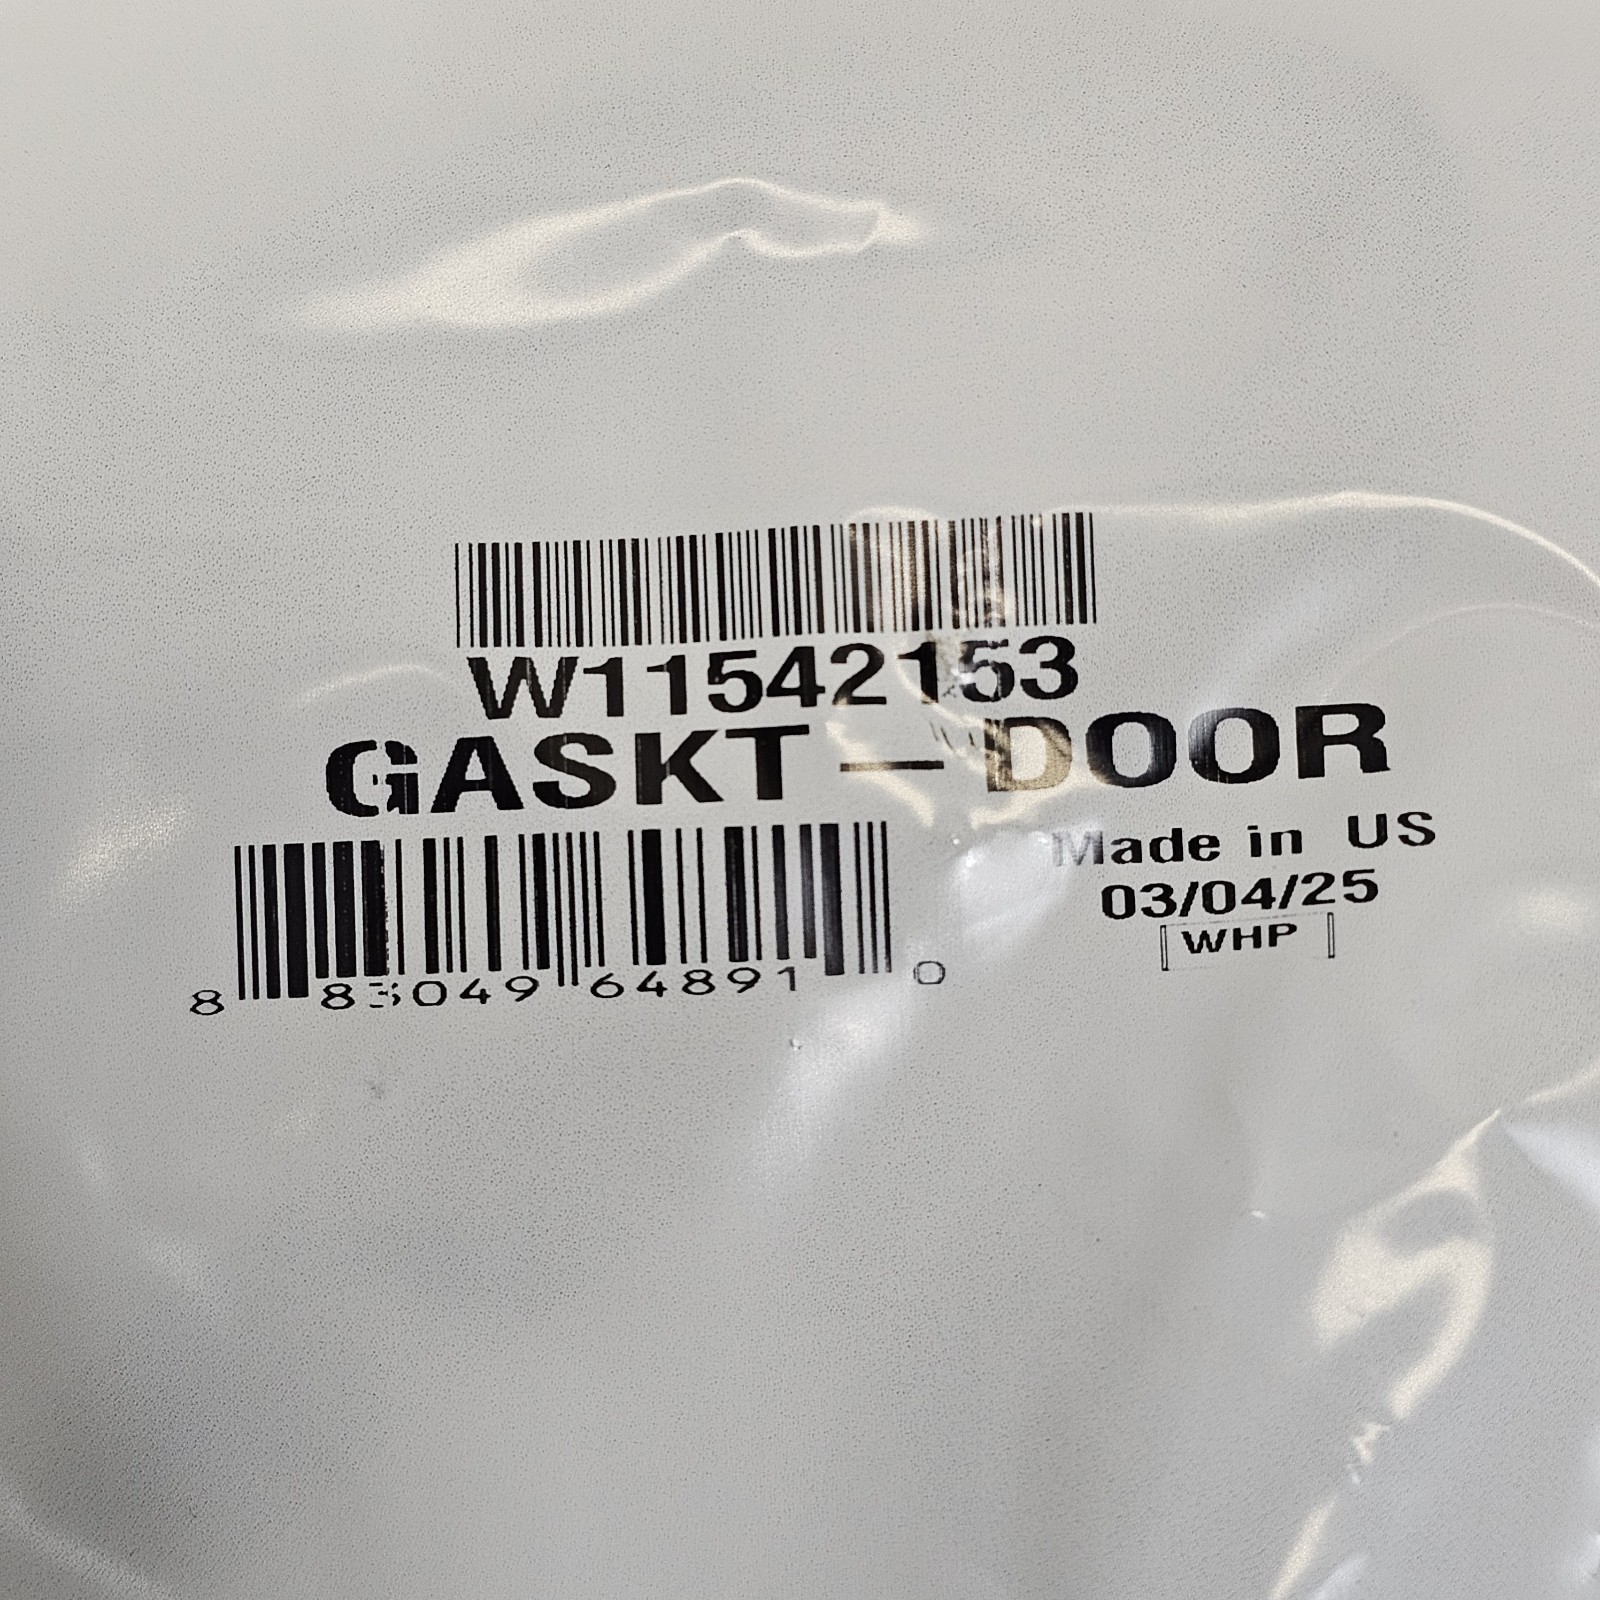 W11542153
GASKT-DOOR
Made in US
03/04/25
WHP
8 83049 64891 0